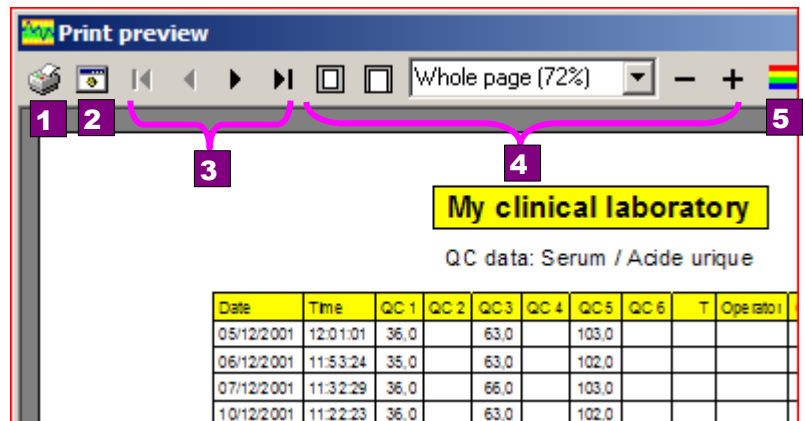 Print preview
Whole page (72%)
1 2 3 4 5
My clinical laboratory
QC data: Serum / Acide urique
Date Time QC 1 QC 2 QC 3 QC 4 QC 5 QC 6 T Operator
05/12/2001 12:01:01 36,0 63,0 103,0
06/12/2001 11:53:24 35,0 63,0 102,0
07/12/2001 11:32:29 36,0 66,0 103,0
10/12/2001 11:22:23 36,0 63,0 102,0